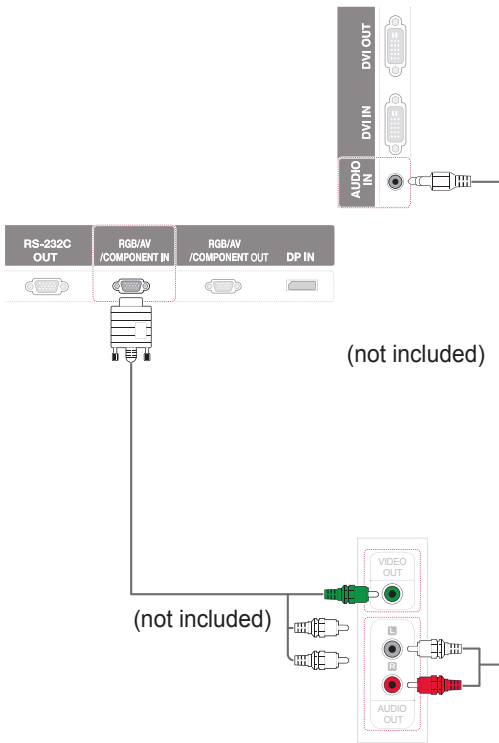 DVI OUT
DVI IN
AUDIO
IN
RS-232C
OUT
RGB/AV
/COMPONENT IN
RGB/AV
/COMPONENT OUT
DP IN
(not included)
VIDEO
OUT
(not included)
L
R
AUDIO
OUT